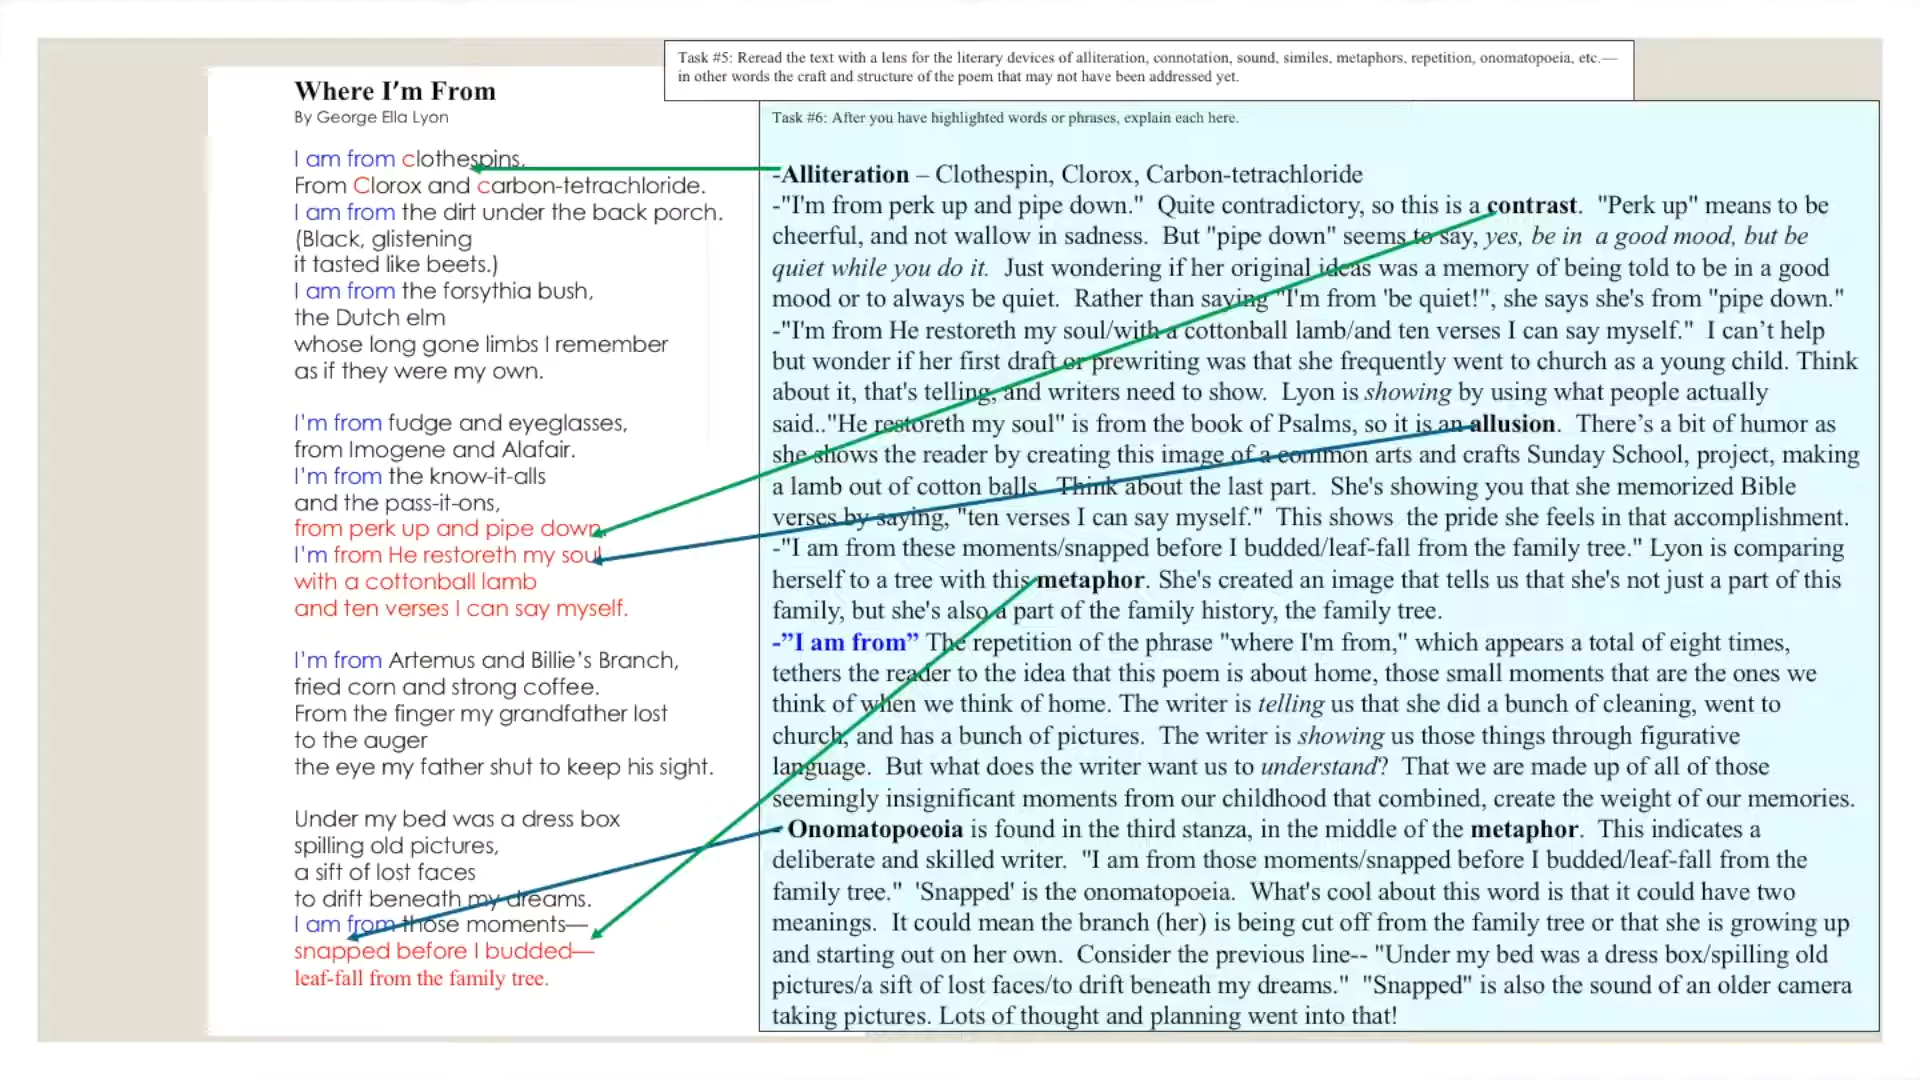 Task #5: Reread the text with a lens for the literary devices of alliteration, connotation, sound, similes, metaphors, repetition, onomatopoeia, etc.—
in other words the craft and structure of the poem that may not have been addressed yet.
Where I'm From
By George Ella Lyon
I am from clothespins,
From Clorox and carbon-tetrachloride.
I am from the dirt under the back porch.
(Black, glistening
it tasted like beets.)
I am from the forsythia bush,
the Dutch elm
whose long gone limbs I remember
as if they were my own.
I'm from fudge and eyeglasses,
from Imogene and Alafair.
I'm from the know-it-alls
and the pass-it-ons,
from perk up and pipe down.
I'm from He restoreth my soul
with a cottonball lamb
and ten verses I can say myself.
I'm from Artemus and Billie's Branch,
fried corn and strong coffee.
From the finger my grandfather lost
to the auger
the eye my father shut to keep his sight.
Under my bed was a dress box
spilling old pictures,
a sift of lost faces
to drift beneath my dreams.
I am from those moments—
snapped before I budded—
leaf-fall from the family tree.
Task #6: After you have highlighted words or phrases, explain each here.
-Alliteration – Clothespin, Clorox, Carbon-tetrachloride
-"I'm from perk up and pipe down."  Quite contradictory, so this is a contrast.  "Perk up" means to be
cheerful, and not wallow in sadness.  But "pipe down" seems to say, yes, be in  a good mood, but be
quiet while you do it.  Just wondering if her original ideas was a memory of being told to be in a good
mood or to always be quiet.  Rather than saying "I'm from 'be quiet!", she says she's from "pipe down."
-"I'm from He restoreth my soul/with a cottonball lamb/and ten verses I can say myself."  I can't help
but wonder if her first draft or prewriting was that she frequently went to church as a young child. Think
about it, that's telling, and writers need to show.  Lyon is showing by using what people actually
said.."He restoreth my soul" is from the book of Psalms, so it is an allusion.  There's a bit of humor as
she shows the reader by creating this image of a common arts and crafts Sunday School, project, making
a lamb out of cotton balls.  Think about the last part.  She's showing you that she memorized Bible
verses by saying, "ten verses I can say myself."  This shows  the pride she feels in that accomplishment.
-"I am from these moments/snapped before I budded/leaf-fall from the family tree." Lyon is comparing
herself to a tree with this metaphor. She's created an image that tells us that she's not just a part of this
family, but she's also a part of the family history, the family tree.
-"I am from" The repetition of the phrase "where I'm from," which appears a total of eight times,
tethers the reader to the idea that this poem is about home, those small moments that are the ones we
think of when we think of home. The writer is telling us that she did a bunch of cleaning, went to
church, and has a bunch of pictures.  The writer is showing us those things through figurative
language.  But what does the writer want us to understand?  That we are made up of all of those
seemingly insignificant moments from our childhood that combined, create the weight of our memories.
- Onomatopoeia is found in the third stanza, in the middle of the metaphor.  This indicates a
deliberate and skilled writer.  "I am from those moments/snapped before I budded/leaf-fall from the
family tree."  'Snapped' is the onomatopoeia.  What's cool about this word is that it could have two
meanings.  It could mean the branch (her) is being cut off from the family tree or that she is growing up
and starting out on her own.  Consider the previous line-- "Under my bed was a dress box/spilling old
pictures/a sift of lost faces/to drift beneath my dreams."  "Snapped" is also the sound of an older camera
taking pictures. Lots of thought and planning went into that!